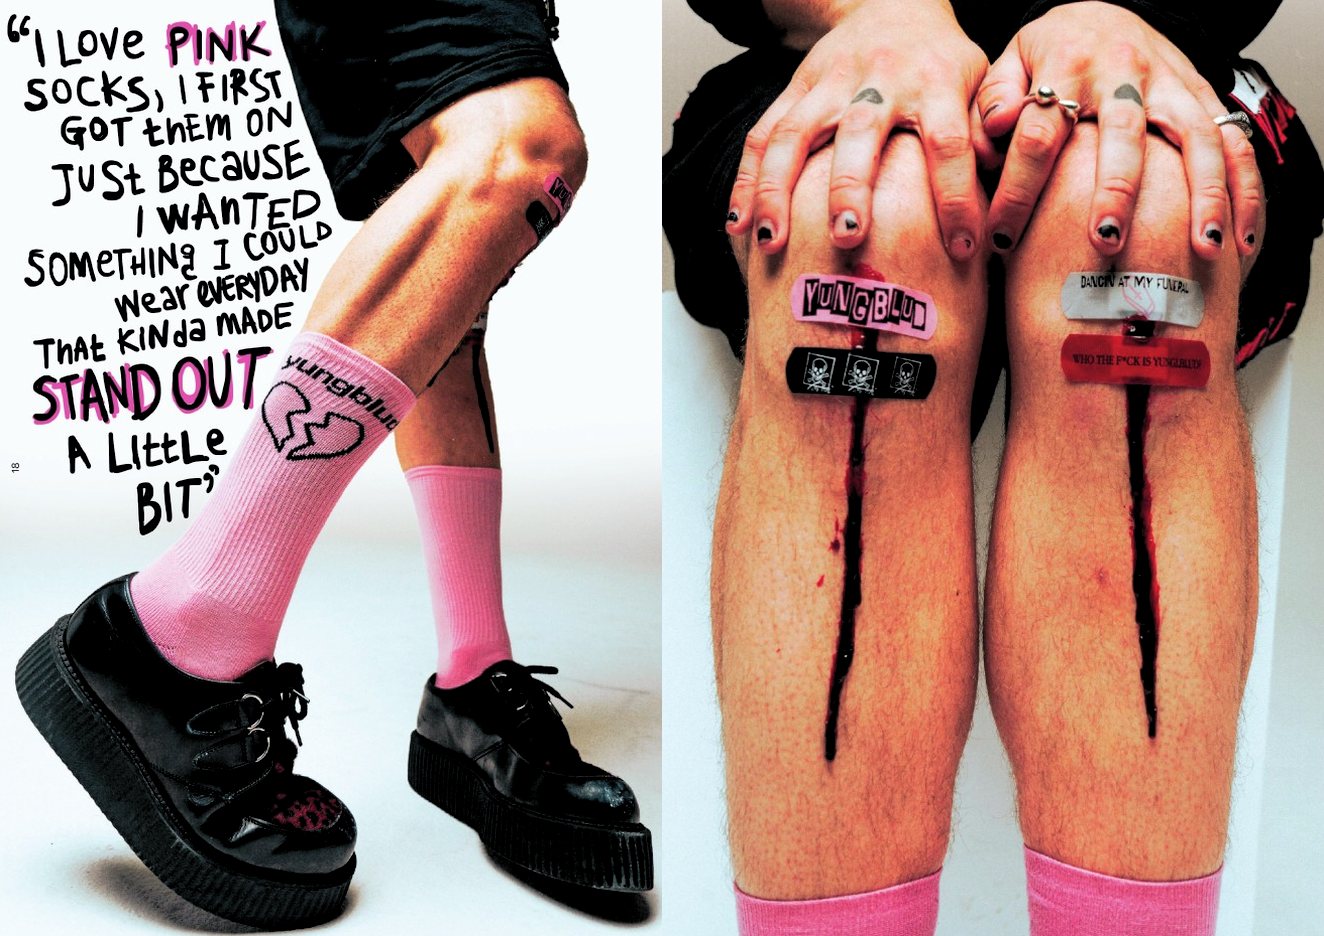 “I LOVE PINK
SOCKS, I FIRST
GOT tHEM ON
JUSt BecAUSE
I WANTED
SOMETHING I COULD
WeAR eVERYDAY
THAt KINda MADE
STAND OUT
A LIttLe
BIT”
18
yungblud
YUNG
YUNGBLUD
DANCIN' AT MY FUNERAL
WHO THE F*CK IS YUNGBLUD?